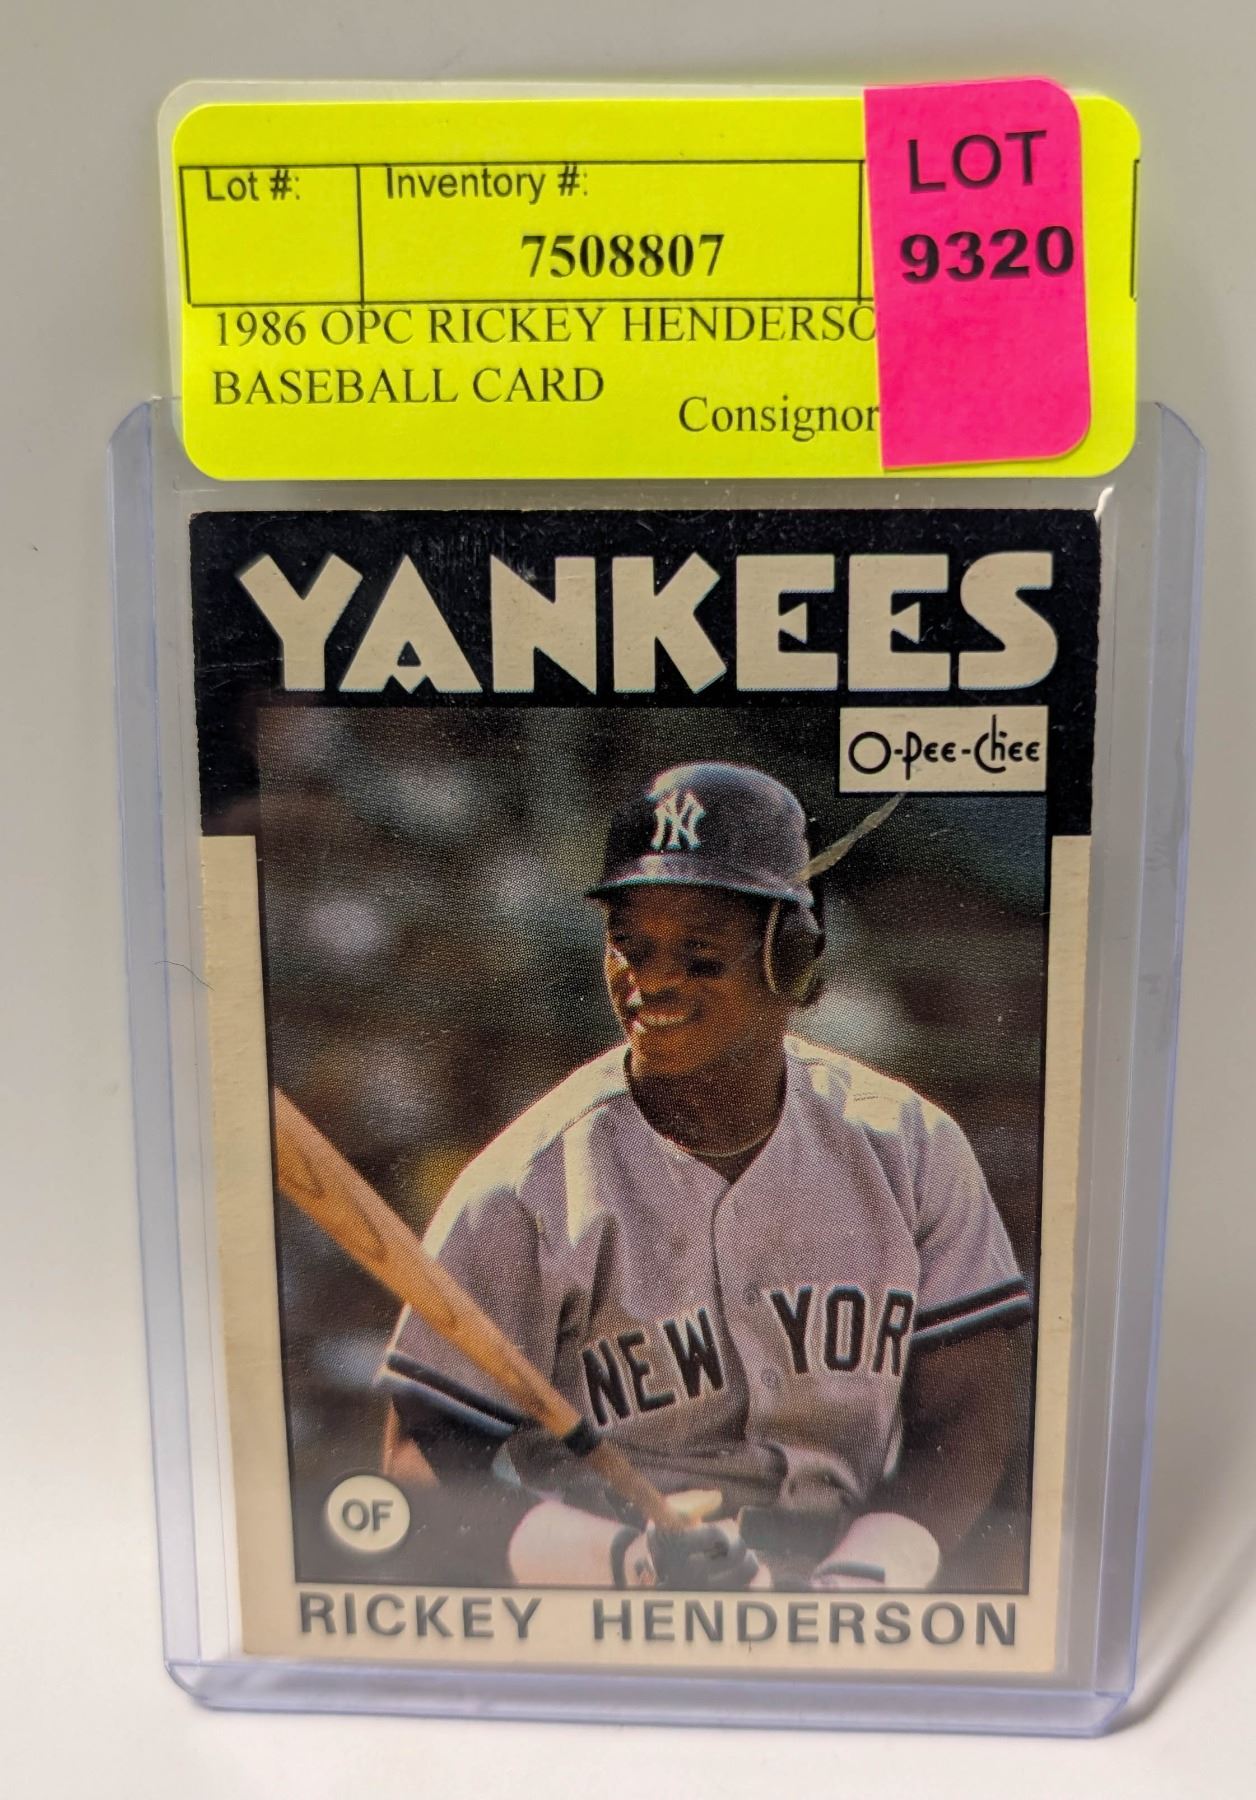 Lot #:
Inventory #:
7508807
LOT
9320
1986 OPC RICKEY HENDERSO
BASEBALL CARD
Consignor
YANKEES
O-Pee-Chee
NY
NEW YOR
OF
RICKEY HENDERSON